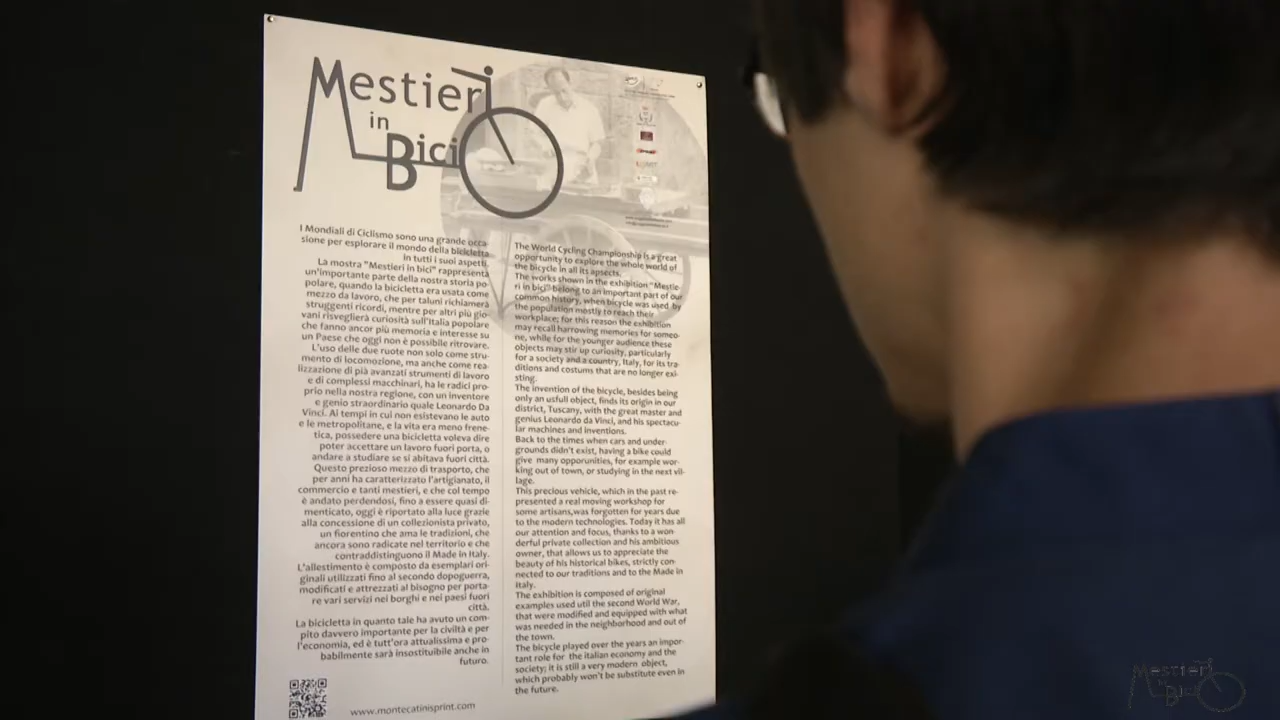 Mestieri
in
Bici
I Mondiali di Ciclismo sono una grande occa-
sione per esplorare il mondo della bicicletta
in tutti i suoi aspetti.
La mostra "Mestieri in bici" rappresenta
un'importante parte della nostra storia po-
polare, quando la bicicletta era usata come
mezzo da lavoro, che per taluni richiamerà
struggenti ricordi, mentre per altri più gio-
vani risveglierà curiosità sull'Italia popolare
che fanno ancor più memoria e interesse su
un Paese che oggi non è possibile ritrovare.
L'uso delle due ruote non solo come stru-
mento di locomozione, ma anche come rea-
lizzazione di pià avanzati strumenti di lavoro
e di complessi macchinari, ha le radici pro-
prio nella nostra regione, con un inventore
e genio straordinario quale Leonardo Da
Vinci. Ai tempi in cui non esistevano le auto
e le metropolitane, e la vita era meno frene-
tica, possedere una bicicletta voleva dire
poter accettare un lavoro fuori porta, o
andare a studiare se si abitava fuori città.
Questo prezioso mezzo di trasporto, che
per anni ha caratterizzato l'artigianato, il
commercio e tanti mestieri, e che col tempo
è andato perdendosi, fino a essere quasi di-
menticato, oggi è riportato alla luce grazie
alla concessione di un collezionista privato,
un fiorentino che ama le tradizioni, che
ancora sono radicate nel territorio e che
contraddistinguono il Made in Italy.
L'allestimento è composto da esemplari ori-
ginali utilizzati fino al secondo dopoguerra,
modificati e attrezzati al bisogno per porta-
re vari servizi nei borghi e nei paesi fuori
città.
La bicicletta in quanto tale ha avuto un com-
pito davvero importante per la civiltà e per
l'economia, ed è tutt'ora attualissima e pro-
babilmente sarà insostituibile anche in
futuro.
www.montecatinisprint.com
The World Cycling Championship is a great
opportunity to explore the whole world of
the bicycle in all its apsects.
The works shown in the exhibition "Mestie-
ri in bici" belong to an important part of our
common history, when bicycle was used by
the population mostly to reach their
workplace; for this reason the exhibition
may recall harrowing memories for someo-
ne, while for the younger audience these
objects may stir up curiosity, particularly
for a society and a country, Italy, for its tra-
ditions and costums that are no longer exi-
sting.
The invention of the bicycle, besides being
only an usfull object, finds its origin in our
district, Tuscany, with the great master and
genius Leonardo da Vinci, and his spectacu-
lar machines and inventions.
Back to the times when cars and under-
grounds didn't exist, having a bike could
give many opporunities, for example wor-
king out of town, or studying in the next vil-
lage.
This precious vehicle, which in the past re-
presented a real moving workshop for
some artisans,was forgotten for years due
to the modern technologies. Today it has all
our attention and focus, thanks to a won-
derful private collection and his ambitious
owner, that allows us to appreciate the
beauty of his historical bikes, strictly con-
nected to our traditions and to the Made in
Italy.
The exhibition is composed of original
examples used util the second World War,
that were modified and equipped with what
was needed in the neighborhood and out of
the town.
The bicycle played over the years an impor-
tant role for the italian economy and the
society; it is still a very modern object,
which probably won't be substitute even in
the future.
Mestieri
in
Bici